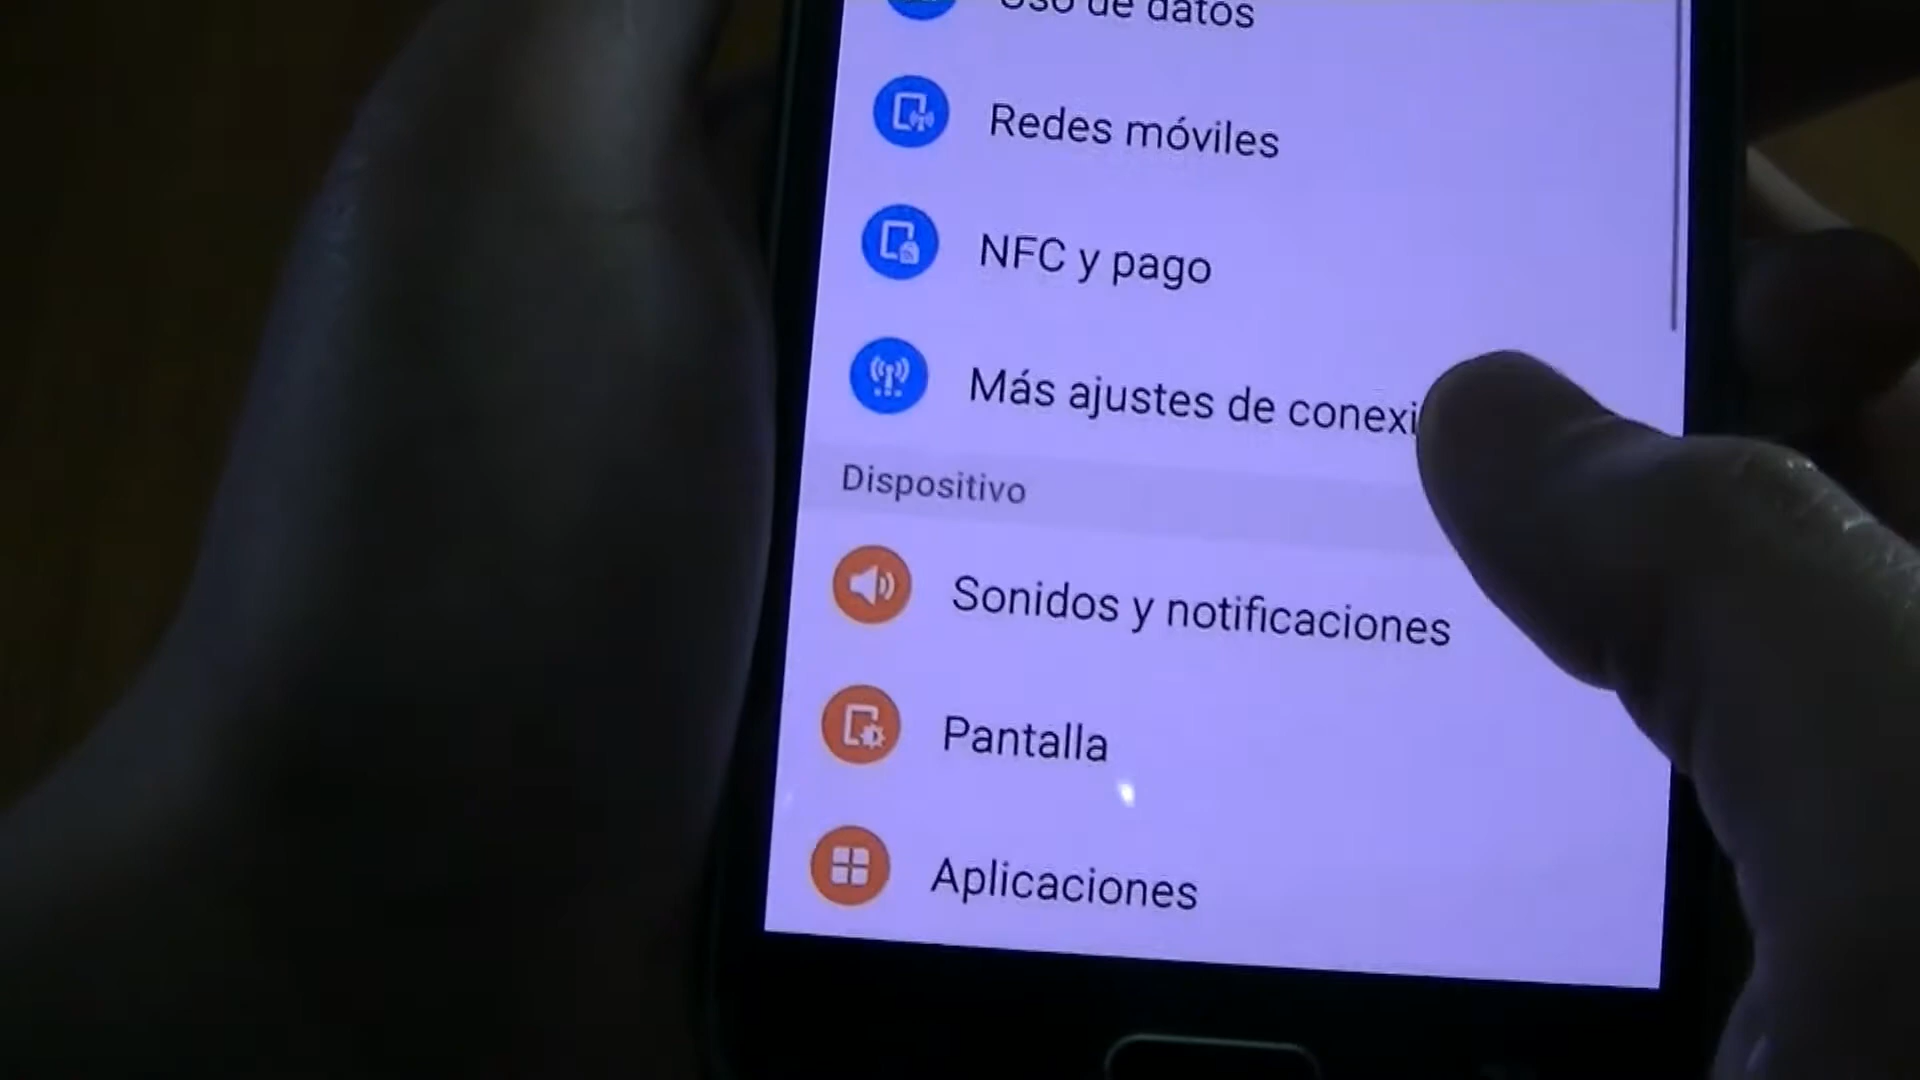 Uso de datos
Redes móviles
NFC y pago
Más ajustes de conexi
Dispositivo
Sonidos y notificaciones
Pantalla
Aplicaciones